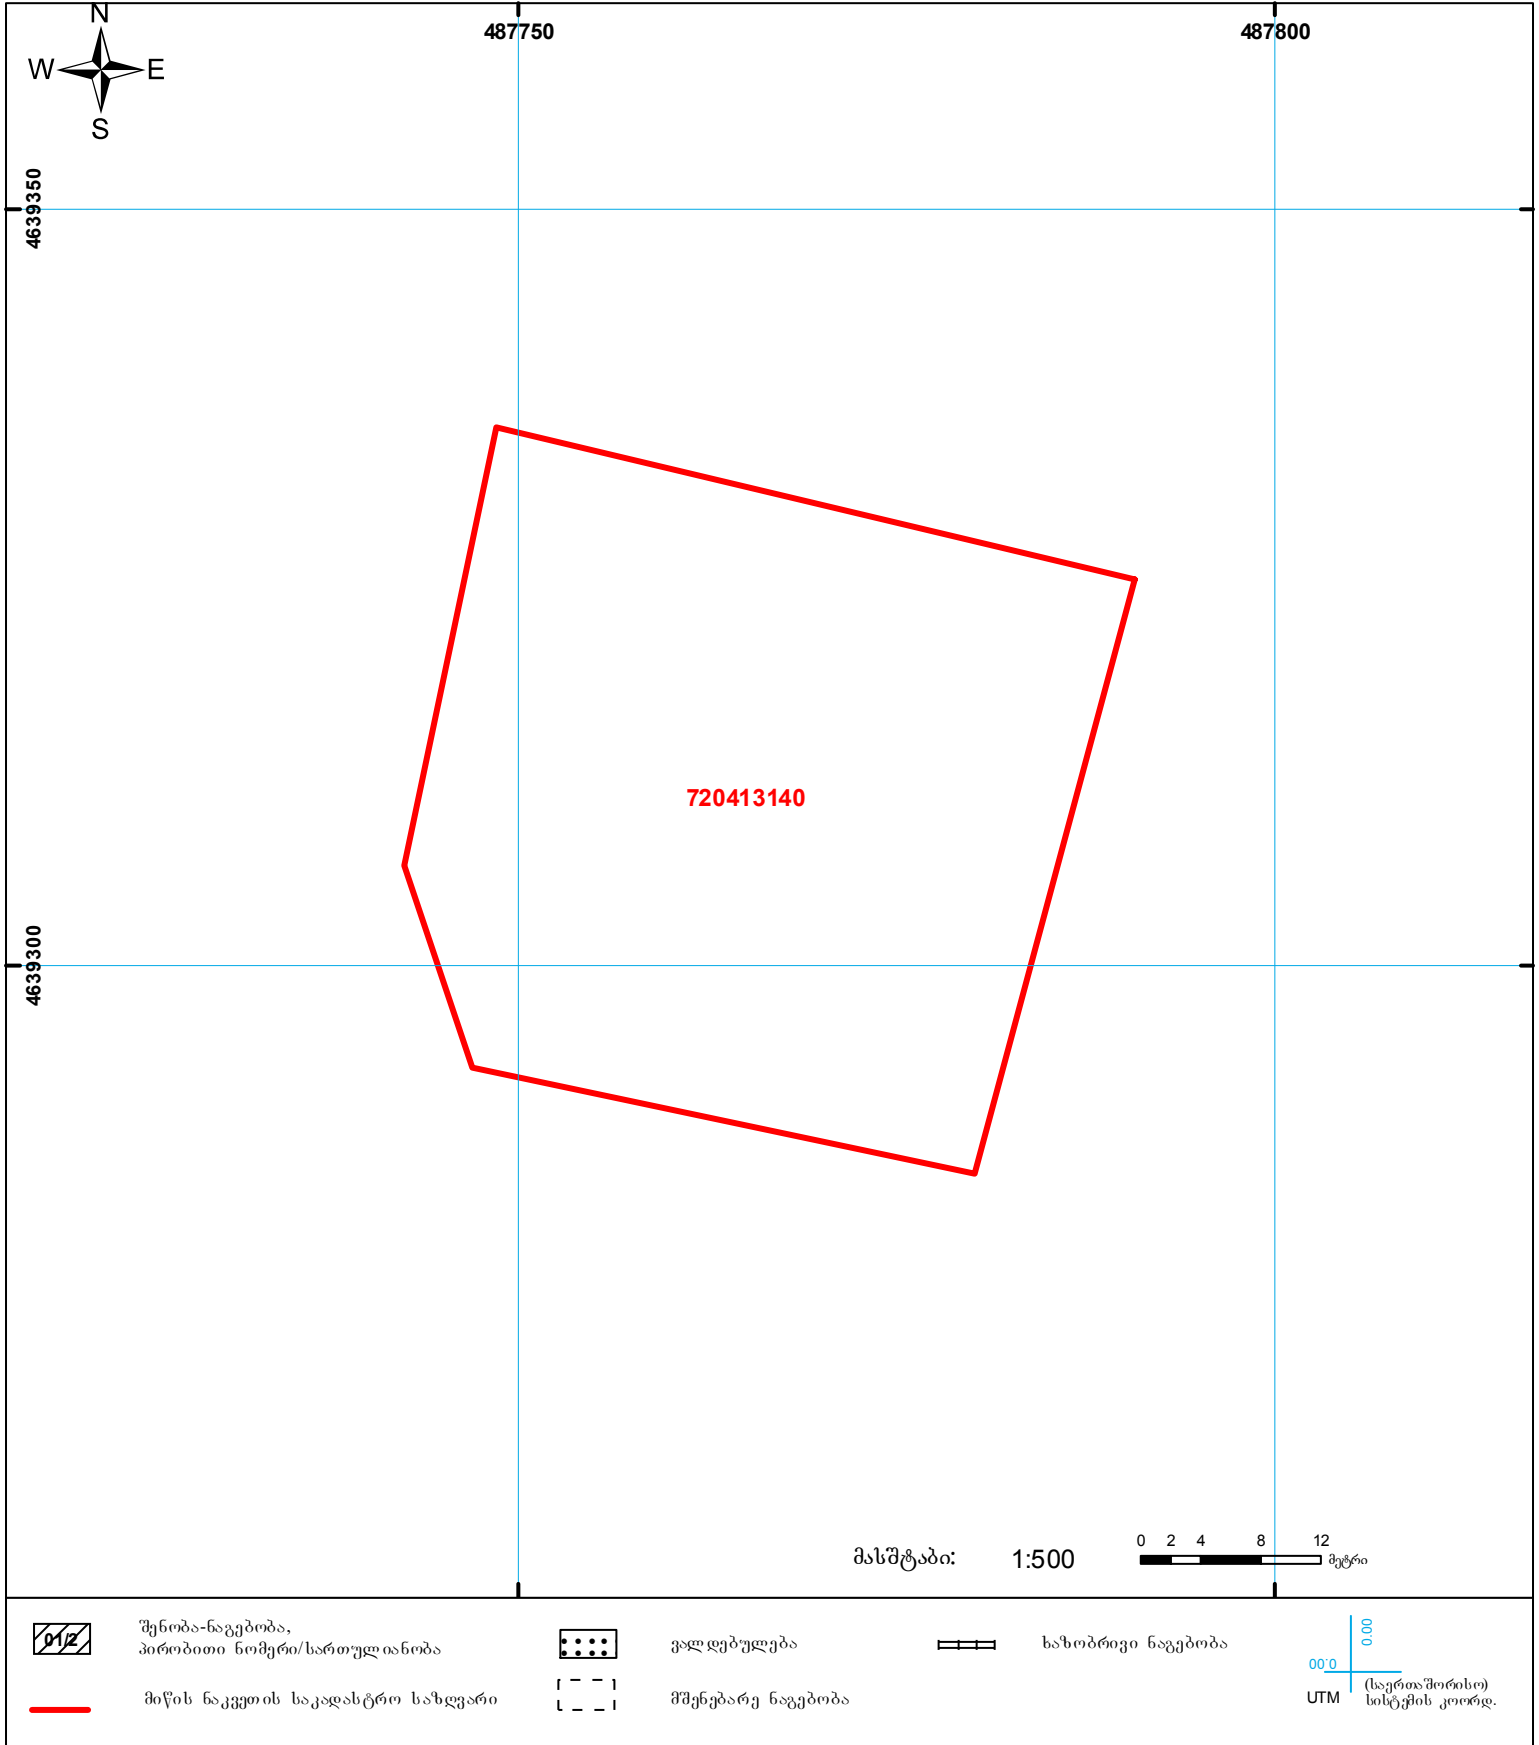 N
W E
S
487750 487800
4639350
720413140
4639300
მასშტაბი: 1:500
0 2 4 8 12
მეტრი
01/2
შენობა-ნაგებობა,
პირობითი ნომერი/სართულიანობა
ვალდებულება
ხაზობრივი ნაგებობა
მიწის ნაკვეთის საკადასტრო საზღვარი
მშენებარე ნაგებობა
00.0
0.00
UTM
(საერთაშორისო)
სისტემის კოორდ.